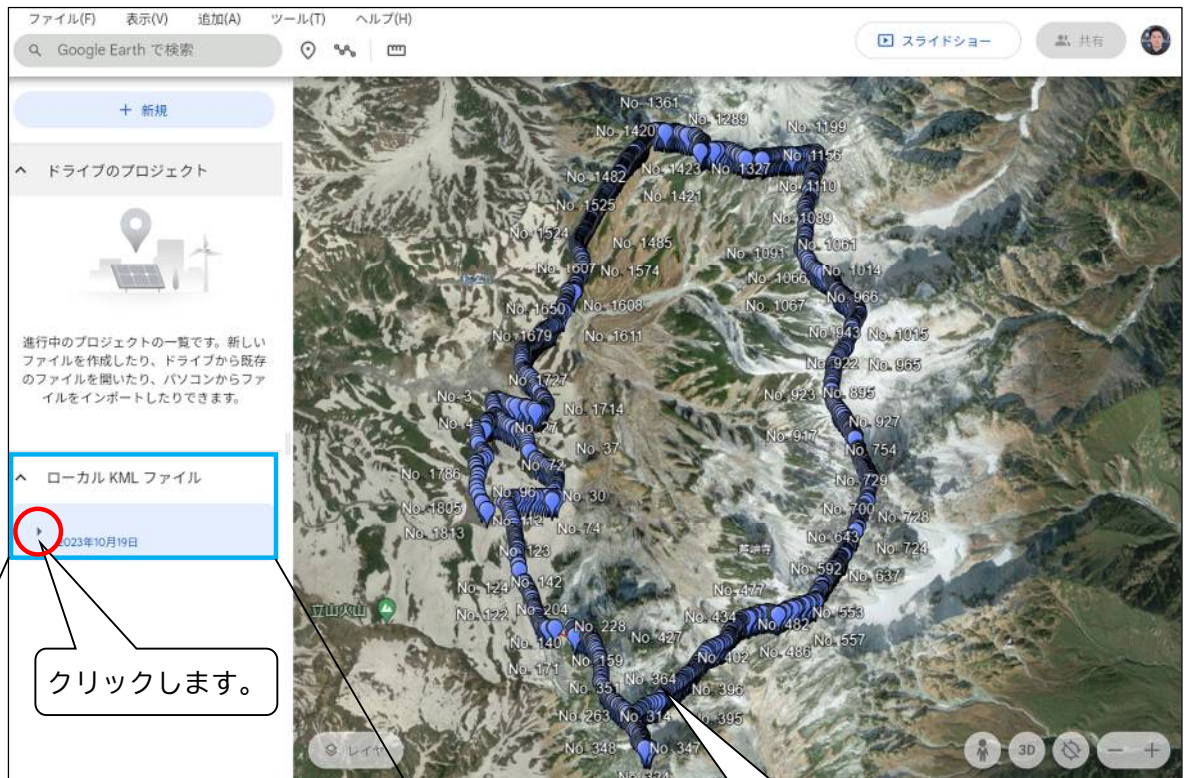 ファイル(F) 表示(V) 追加(A) ツール(T) ヘルプ(H)
Google Earth で検索
スライドショー
共有
+ 新規
ドライブのプロジェクト
進行中のプロジェクトの一覧です。新しい
ファイルを作成したり、ドライブから既存
のファイルを開いたり、パソコンからファ
イルをインポートしたりできます。
ローカル KML ファイル
2023年10月19日
クリックします。
No. 1361
No. 1289
No. 1420
No. 1199
No. 1423
No. 1327
No. 1156
No. 1482
No. 1421
No. 1110
No. 1525
No. 1089
No. 1524
No. 1485
No. 1091
No. 1061
No. 1607
No. 1574
No. 1066
No. 1014
No. 1650
No. 1608
No. 1067
No. 966
No. 1679
No. 1611
No. 943
No. 1015
No. 922
No. 965
No. 1727
No. 3
No. 1714
No. 923
No. 895
No. 4
No. 27
No. 927
No. 37
No. 917
No. 754
No. 1786
No. 72
No. 729
No. 96
No. 30
No. 1805
No. 700
No. 728
No. 112
No. 74
No. 1813
No. 643
No. 123
No. 724
No. 592
No. 637
No. 124
No. 142
No. 477
立山火山
No. 122
No. 204
No. 434
No. 553
No. 228
No. 482
No. 140
No. 427
No. 557
No. 159
No. 402
No. 486
No. 171
No. 364
No. 351
No. 396
No. 263
No. 314
No. 395
No. 348
No. 347
No. 324
レイヤ
3D